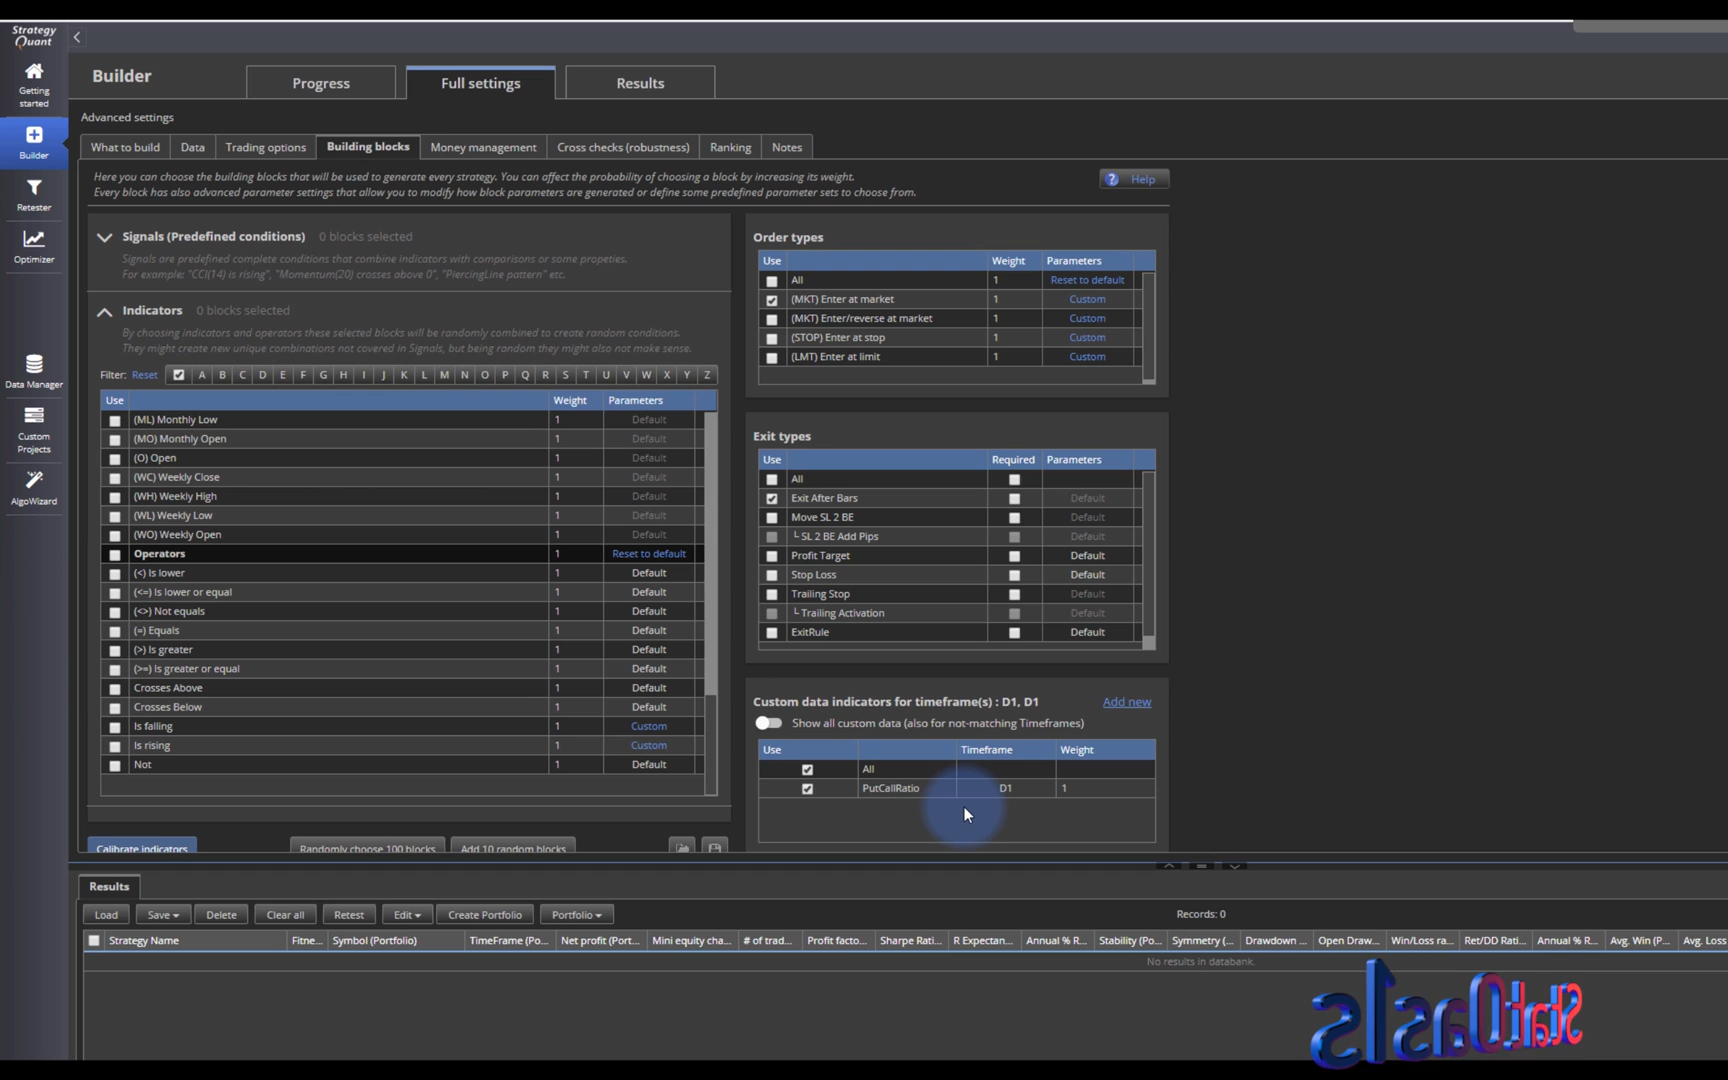 Strategy
Quant
Getting
started
Builder
Retester
Optimizer
Data Manager
Custom
Projects
AlgoWizard
Builder
Progress
Full settings
Results
Advanced settings
What to build
Data
Trading options
Building blocks
Money management
Cross checks (robustness)
Ranking
Notes
Here you can choose the building blocks that will be used to generate every strategy. You can affect the probability of choosing a block by increasing its weight.
Every block has also advanced parameter settings that allow you to modify how block parameters are generated or define some predefined parameter sets to choose from.
? Help
Signals (Predefined conditions) 0 blocks selected
Signals are predefined complete conditions that combine indicators with comparisons or some propeties.
For example: "CCI(14) is rising", "Momentum(20) crosses above 0", "PiercingLine pattern" etc.
Indicators 0 blocks selected
By choosing indicators and operators these selected blocks will be randomly combined to create random conditions.
They might create new unique combinations not covered in Signals, but being random they might also not make sense.
Filter: Reset A B C D E F G H I J K L M N O P Q R S T U V W X Y Z
Use Weight Parameters
(ML) Monthly Low 1 Default
(MO) Monthly Open 1 Default
(O) Open 1 Default
(WC) Weekly Close 1 Default
(WH) Weekly High 1 Default
(WL) Weekly Low 1 Default
(WO) Weekly Open 1 Default
Operators 1 Reset to default
(<) Is lower 1 Default
(<=) Is lower or equal 1 Default
(<>) Not equals 1 Default
(=) Equals 1 Default
(>) Is greater 1 Default
(>=) Is greater or equal 1 Default
Crosses Above 1 Default
Crosses Below 1 Default
Is falling 1 Custom
Is rising 1 Custom
Not 1 Default
Calibrate indicators
Randomly choose 100 blocks
Add 10 random blocks
Order types
Use Weight Parameters
All 1 Reset to default
(MKT) Enter at market 1 Custom
(MKT) Enter/reverse at market 1 Custom
(STOP) Enter at stop 1 Custom
(LMT) Enter at limit 1 Custom
Exit types
Use Required Parameters
All
Exit After Bars Default
Move SL 2 BE Default
└ SL 2 BE Add Pips Default
Profit Target Default
Stop Loss Default
Trailing Stop Default
└ Trailing Activation Default
ExitRule Default
Custom data indicators for timeframe(s) : D1, D1 Add new
Show all custom data (also for not-matching Timeframes)
Use Timeframe Weight
All
PutCallRatio D1 1
Results
Load Save Delete Clear all Retest Edit Create Portfolio Portfolio Records: 0
Strategy Name Fitne... Symbol (Portfolio) TimeFrame (Po... Net profit (Port... Mini equity cha... # of trad... Profit facto... Sharpe Rati... R Expectan... Annual % R... Stability (Po... Symmetry (... Drawdown ... Open Draw... Win/Loss ra... Ret/DD Rati... Annual % R... Avg. Win (P... Avg. Loss
No results in databank.
StatOasis